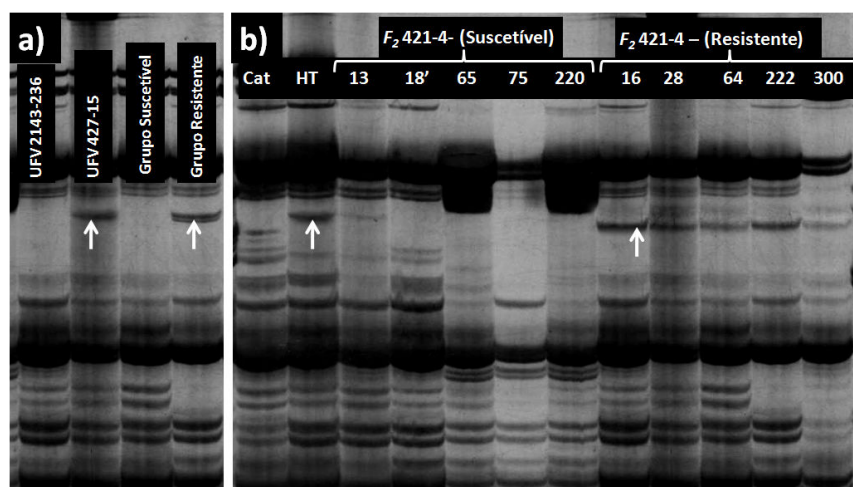 a)
UFV2143-236
UFV427-15
Grupo Suscetível
Grupo Resistente
b)
F2 421-4- (Suscetível)
F2 421-4 – (Resistente)
Cat HT 13 18’ 65 75 220 16 28 64 222 300